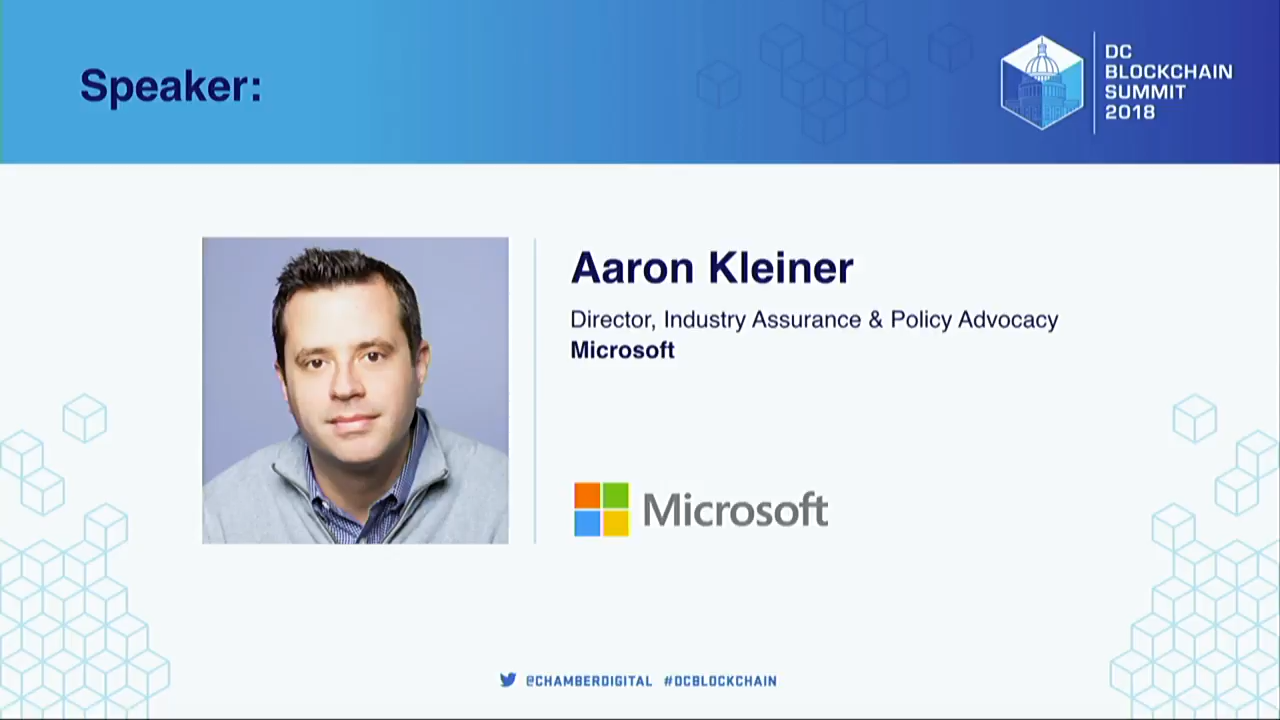 Speaker:
DC
BLOCKCHAIN
SUMMIT
2018
Aaron Kleiner
Director, Industry Assurance & Policy Advocacy
Microsoft
Microsoft
@CHAMBERDIGITAL #DCBLOCKCHAIN